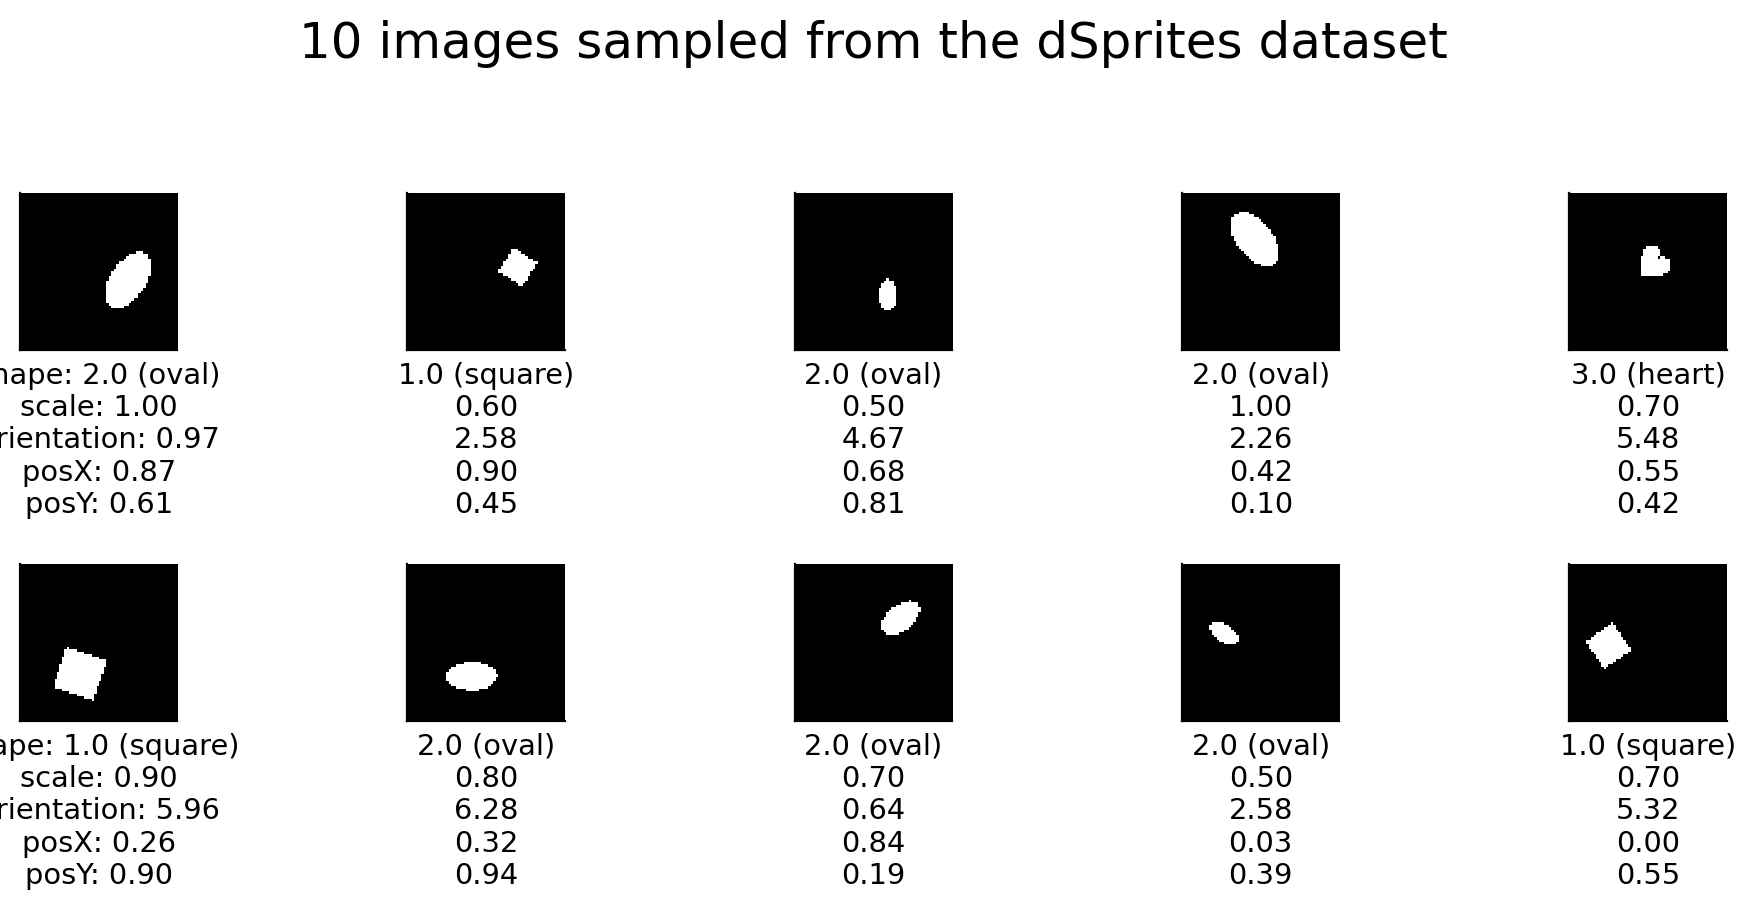 10 images sampled from the dSprites dataset
hape: 2.0 (oval)
scale: 1.00
rientation: 0.97
posX: 0.87
posY: 0.61
1.0 (square)
0.60
2.58
0.90
0.45
2.0 (oval)
0.50
4.67
0.68
0.81
2.0 (oval)
1.00
2.26
0.42
0.10
3.0 (heart)
0.70
5.48
0.55
0.42
ape: 1.0 (square)
scale: 0.90
rientation: 5.96
posX: 0.26
posY: 0.90
2.0 (oval)
0.80
6.28
0.32
0.94
2.0 (oval)
0.70
0.64
0.84
0.19
2.0 (oval)
0.50
2.58
0.03
0.39
1.0 (square)
0.70
5.32
0.00
0.55